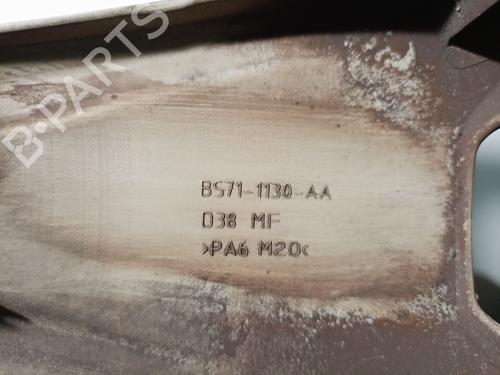 B-PARTS
BS71-1130-AA
D38 MF
>PA6 M20<